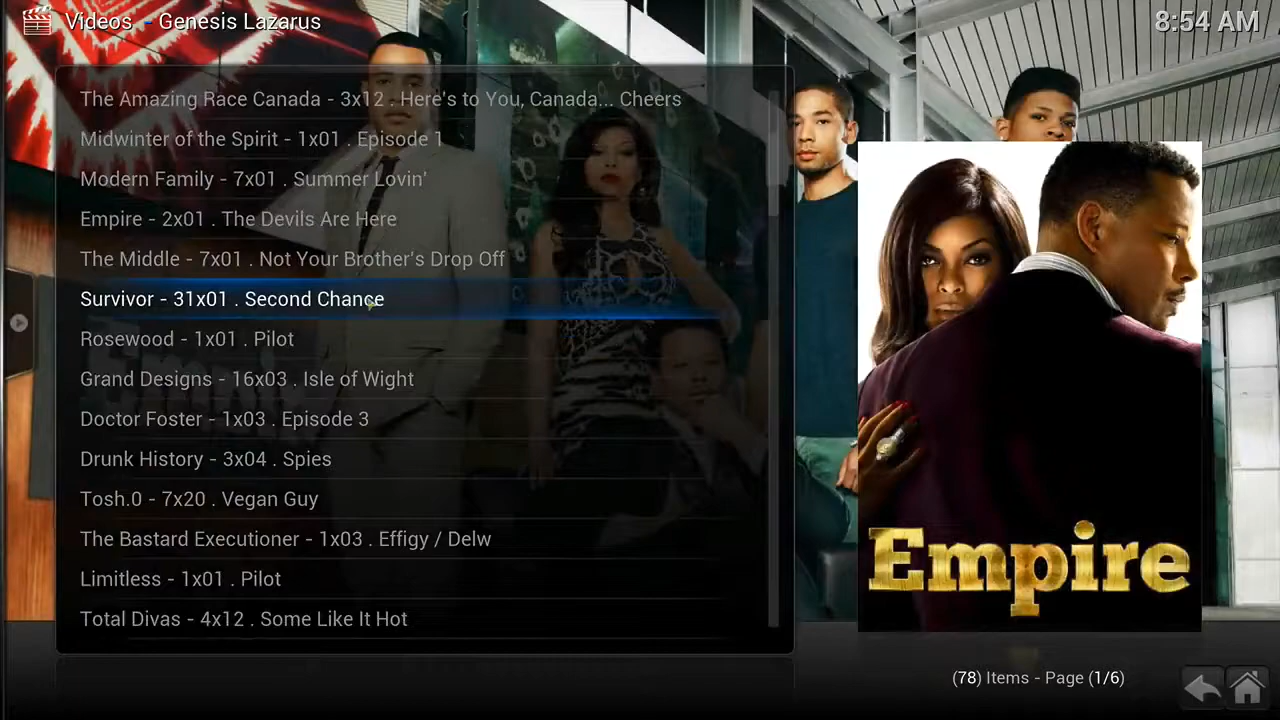 Videos - Genesis Lazarus
8:54 AM
The Amazing Race Canada - 3x12 . Here's to You, Canada... Cheers
Midwinter of the Spirit - 1x01 . Episode 1
Modern Family - 7x01 . Summer Lovin'
Empire - 2x01 . The Devils Are Here
The Middle - 7x01 . Not Your Brother's Drop Off
Survivor - 31x01 . Second Chance
Rosewood - 1x01 . Pilot
Grand Designs - 16x03 . Isle of Wight
Doctor Foster - 1x03 . Episode 3
Drunk History - 3x04 . Spies
Tosh.0 - 7x20 . Vegan Guy
The Bastard Executioner - 1x03 . Effigy / Delw
Limitless - 1x01 . Pilot
Total Divas - 4x12 . Some Like It Hot
Empire
(78) Items - Page (1/6)